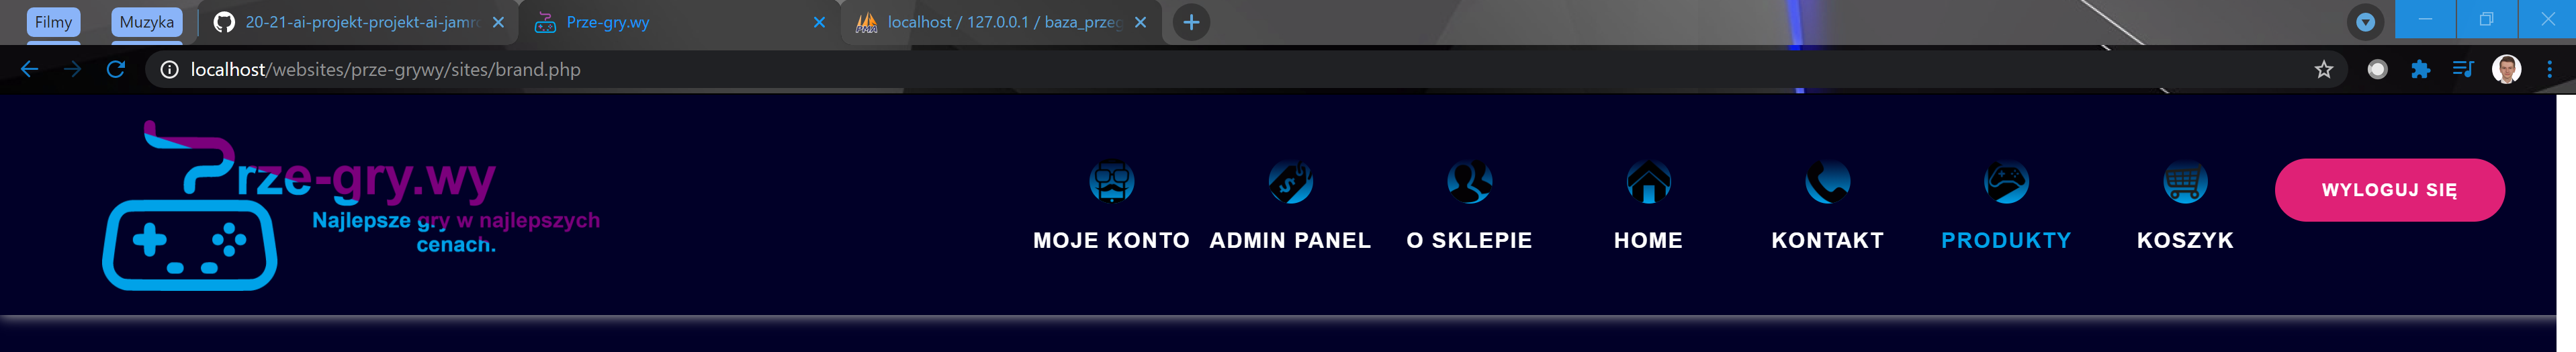 Filmy
Muzyka
20-21-ai-projekt-projekt-ai-jamr
Prze-gry.wy
localhost / 127.0.0.1 / baza_przeg
localhost/websites/prze-grywy/sites/brand.php
Prze-gry.wy
Najlepsze gry w najlepszych
cenach.
MOJE KONTO
ADMIN PANEL
O SKLEPIE
HOME
KONTAKT
PRODUKTY
KOSZYK
WYLOGUJ SIĘ